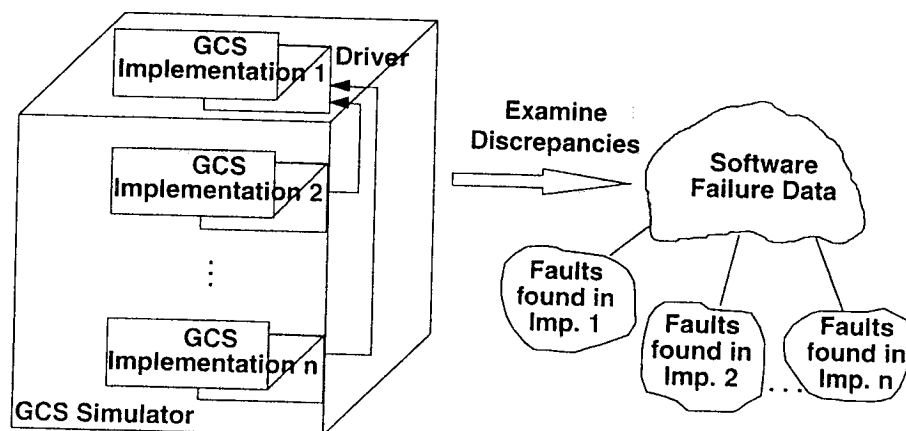 GCS
Implementation 1
Driver
GCS
Implementation 2
...
GCS
Implementation n
GCS Simulator
Examine
Discrepancies
Software
Failure Data
Faults
found in
Imp. 1
Faults
found in
Imp. 2
...
Faults
found in
Imp. n